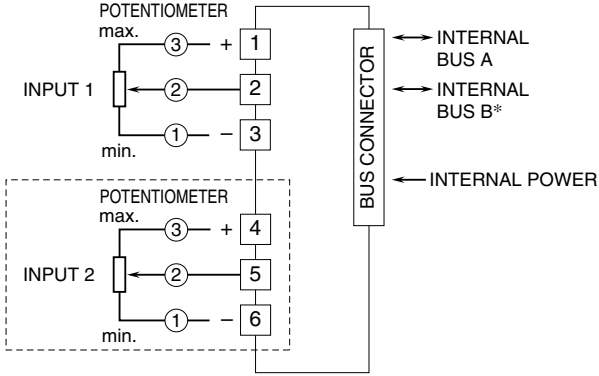 POTENTIOMETER
max.
③ + 1
INPUT 1
② 2
① − 3
min.
POTENTIOMETER
max.
③ + 4
INPUT 2
② 5
① − 6
min.
BUS CONNECTOR
INTERNAL
BUS A
INTERNAL
BUS B*
INTERNAL POWER